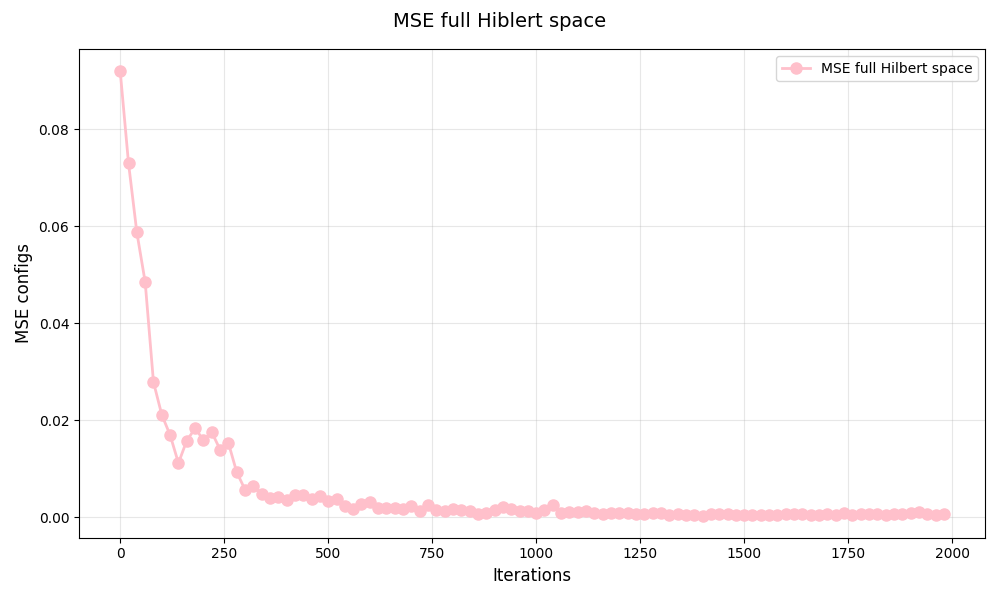 MSE full Hiblert space
MSE full Hilbert space
MSE configs
0.08
0.06
0.04
0.02
0.00
0 250 500 750 1000 1250 1500 1750 2000
Iterations